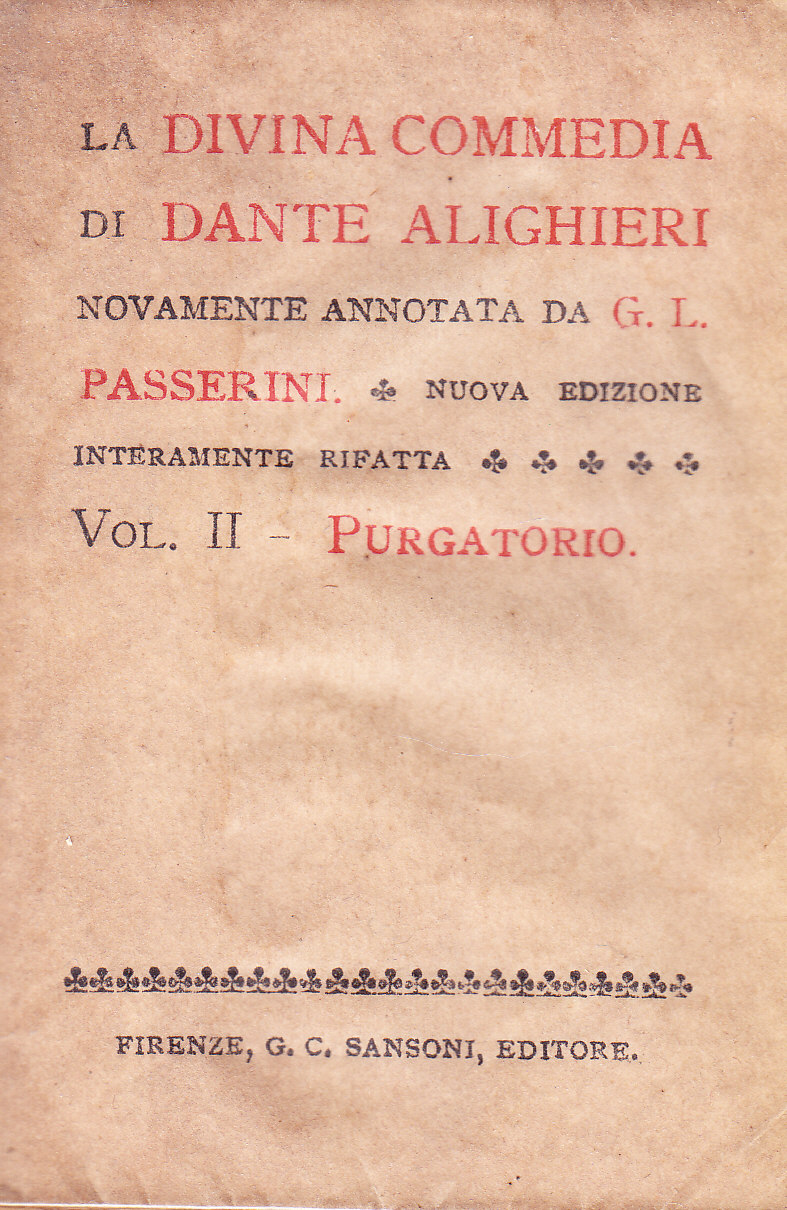 LA DIVINA COMMEDIA
DI DANTE ALIGHIERI
NOVAMENTE ANNOTATA DA G. L.
PASSERINI. ♣ NUOVA EDIZIONE
INTERAMENTE RIFATTA ♣ ♣ ♣ ♣ ♣
VOL. II - PURGATORIO.
FIRENZE, G. C. SANSONI, EDITORE.